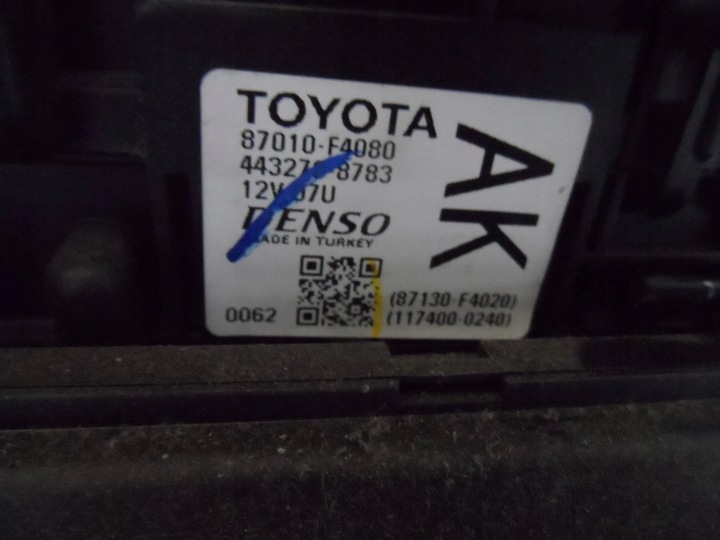 TOYOTA
87010-F4080
AK
12V
DENSO
MADE IN TURKEY
(87130-F4020)
0062
(117400-0240)